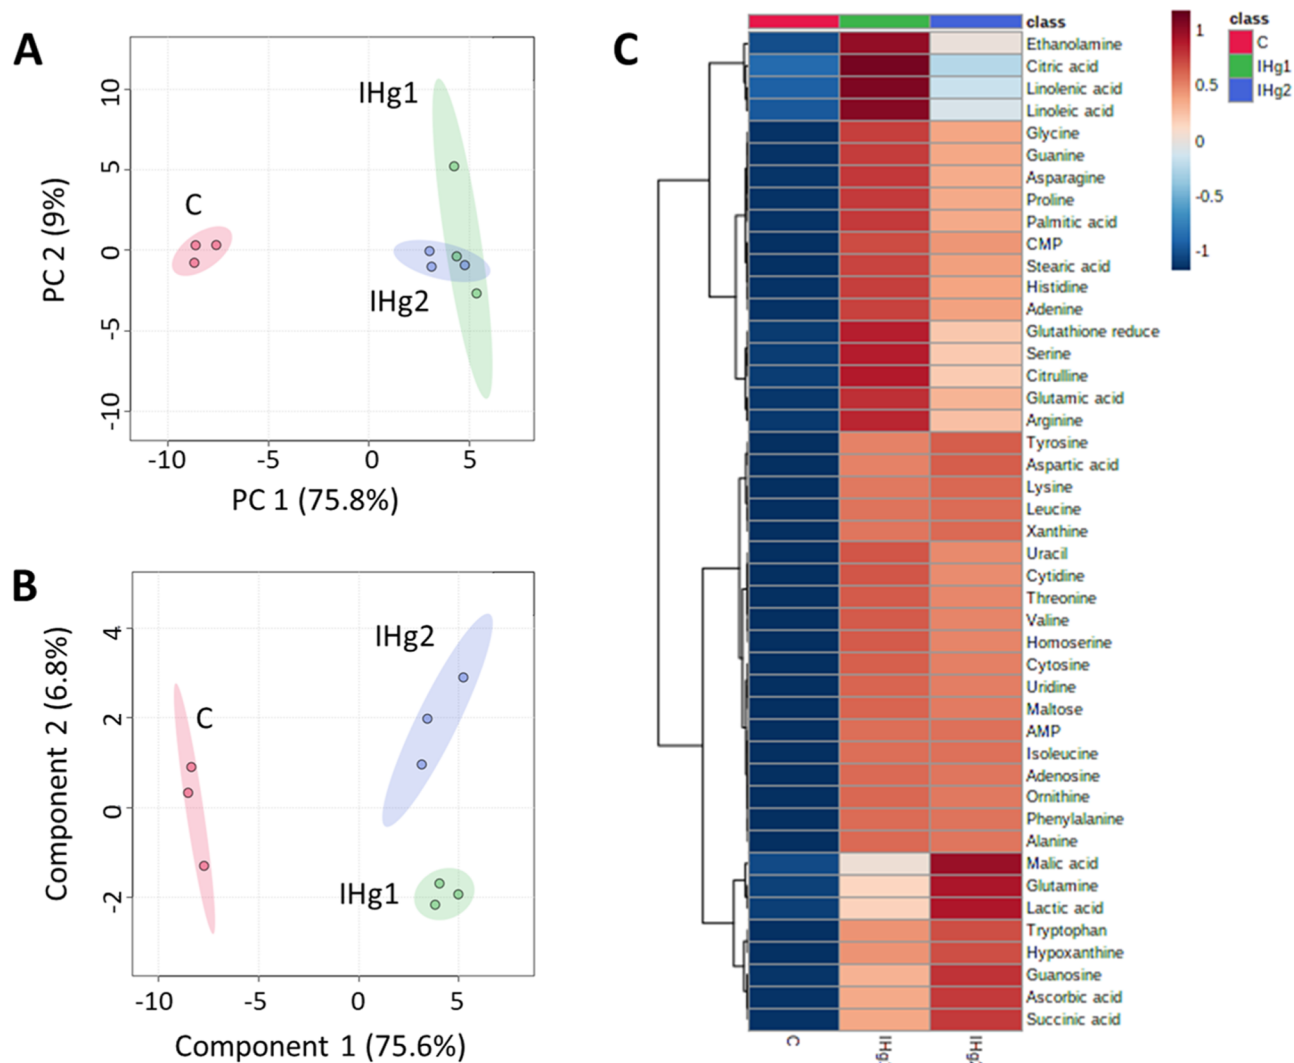 A
IHg1
C
IHg2
PC 2 (9%)
10
5
0
-5
-10
-10
-5
0
5
PC 1 (75.8%)
B
IHg2
C
IHg1
Component 2 (6.8%)
4
2
0
-2
-10
-5
0
5
Component 1 (75.6%)
C
class
Ethanolamine
Citric acid
Linolenic acid
Linoleic acid
Glycine
Guanine
Asparagine
Proline
Palmitic acid
CMP
Stearic acid
Histidine
Adenine
Glutathione reduce
Serine
Citrulline
Glutamic acid
Arginine
Tyrosine
Aspartic acid
Lysine
Leucine
Xanthine
Uracil
Cytidine
Threonine
Valine
Homoserine
Cytosine
Uridine
Maltose
AMP
Isoleucine
Adenosine
Ornithine
Phenylalanine
Alanine
Malic acid
Glutamine
Lactic acid
Tryptophan
Hypoxanthine
Guanosine
Ascorbic acid
Succinic acid
C
IHg
IHg
1
0.5
0
-0.5
-1
class
C
IHg1
IHg2